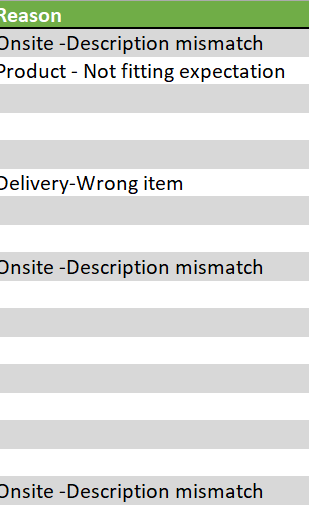 Reason
Onsite -Description mismatch
Product - Not fitting expectation
Delivery-Wrong item
Onsite -Description mismatch
Onsite -Description mismatch